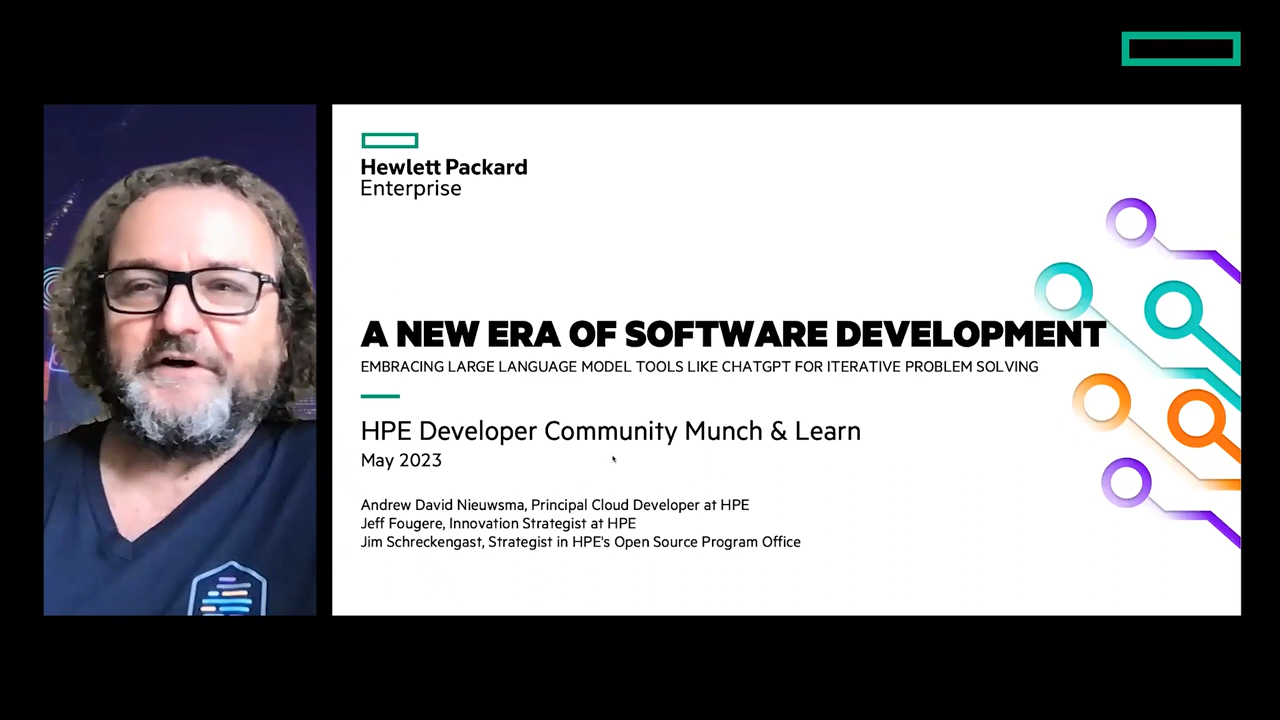 Hewlett Packard
Enterprise
A NEW ERA OF SOFTWARE DEVELOPMENT
EMBRACING LARGE LANGUAGE MODEL TOOLS LIKE CHATGPT FOR ITERATIVE PROBLEM SOLVING
HPE Developer Community Munch & Learn
May 2023
Andrew David Nieuwsma, Principal Cloud Developer at HPE
Jeff Fougere, Innovation Strategist at HPE
Jim Schreckengast, Strategist in HPE's Open Source Program Office